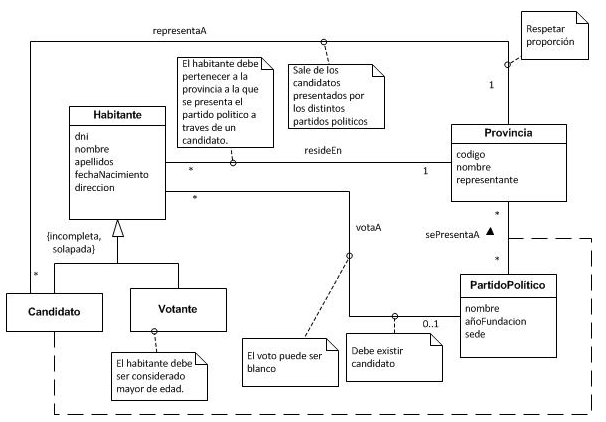 representaA
Respetar
proporción
El habitante debe
pertenecer a la
provincia a la que
se presenta el
partido politico a
traves de un
candidato.
Sale de los
candidatos
presentados por
los distintos
partidos politicos
1
Habitante
dni
nombre
apellidos
fechaNacimiento
direccion
Provincia
codigo
nombre
representante
resideEn
*
1
*
*
votaA
sePresentaA
{incompleta,
solapada}
*
*
Candidato
Votante
PartidoPolitico
nombre
añoFundacion
sede
0..1
El habitante debe
ser considerado
mayor de edad.
El voto puede ser
blanco
Debe existir
candidato